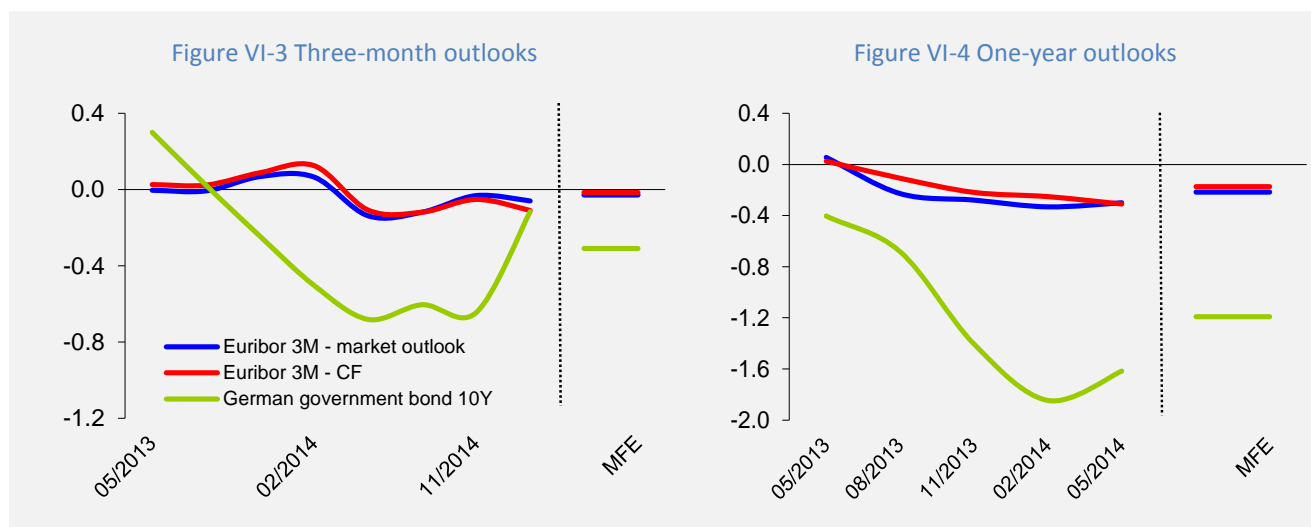 Figure VI-3 Three-month outlooks
0.4
0.0
-0.4
-0.8
-1.2
Euribor 3M - market outlook
Euribor 3M - CF
German government bond 10Y
05/2013
02/2014
11/2014
MFE
Figure VI-4 One-year outlooks
0.4
0.0
-0.4
-0.8
-1.2
-1.6
-2.0
05/2013
08/2013
11/2013
02/2014
05/2014
MFE